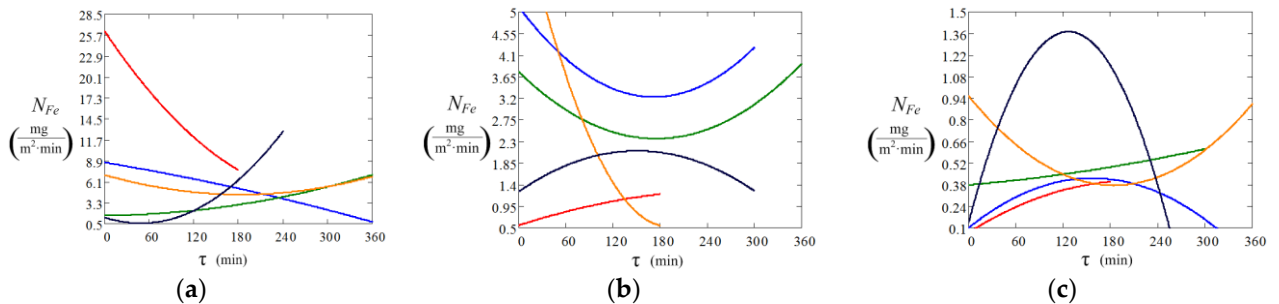 28.5
25.7
22.9
20.1
17.3
14.5
11.7
8.9
6.1
3.3
0.5
N_Fe
(mg/m²·min)
0 60 120 180 240 300 360
τ (min)
(a)
5
4.55
4.1
3.65
3.2
2.75
2.3
1.85
1.4
0.95
0.5
N_Fe
(mg/m²·min)
0 60 120 180 240 300 360
τ (min)
(b)
1.5
1.36
1.22
1.08
0.94
0.8
0.66
0.52
0.38
0.24
0.1
N_Fe
(mg/m²·min)
0 60 120 180 240 300 360
τ (min)
(c)